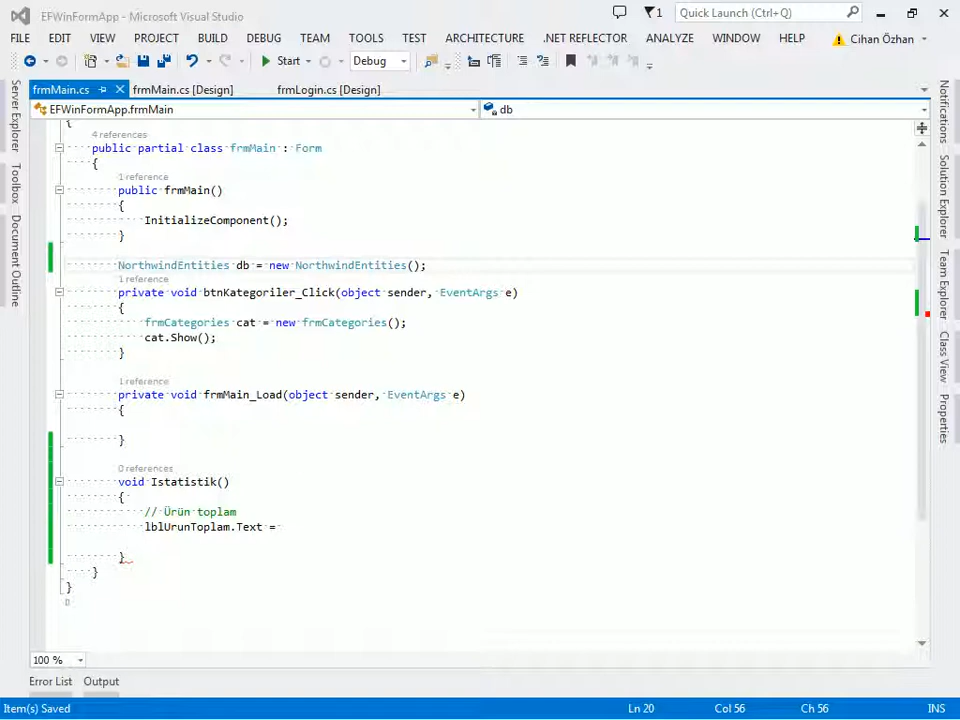 EFWinFormApp - Microsoft Visual Studio
1
Quick Launch (Ctrl+Q)
FILE EDIT VIEW PROJECT BUILD DEBUG TEAM TOOLS TEST ARCHITECTURE .NET REFLECTOR ANALYZE WINDOW HELP Cihan Özhan
Start Debug
frmMain.cs frmMain.cs [Design] frmLogin.cs [Design]
EFWinFormApp.frmMain db
{
4 references
public partial class frmMain : Form
{
1 reference
public frmMain()
{
InitializeComponent();
}
NorthwindEntities db = new NorthwindEntities();
1 reference
private void btnKategoriler_Click(object sender, EventArgs e)
{
frmCategories cat = new frmCategories();
cat.Show();
}
1 reference
private void frmMain_Load(object sender, EventArgs e)
{
}
0 references
void Istatistik()
{
// Ürün toplam
lblUrunToplam.Text =
}
}
}
100 %
Error List Output
Item(s) Saved Ln 20 Col 56 Ch 56 INS
Server Explorer
Toolbox
Document Outline
Notifications
Solution Explorer
Team Explorer
Class View
Properties